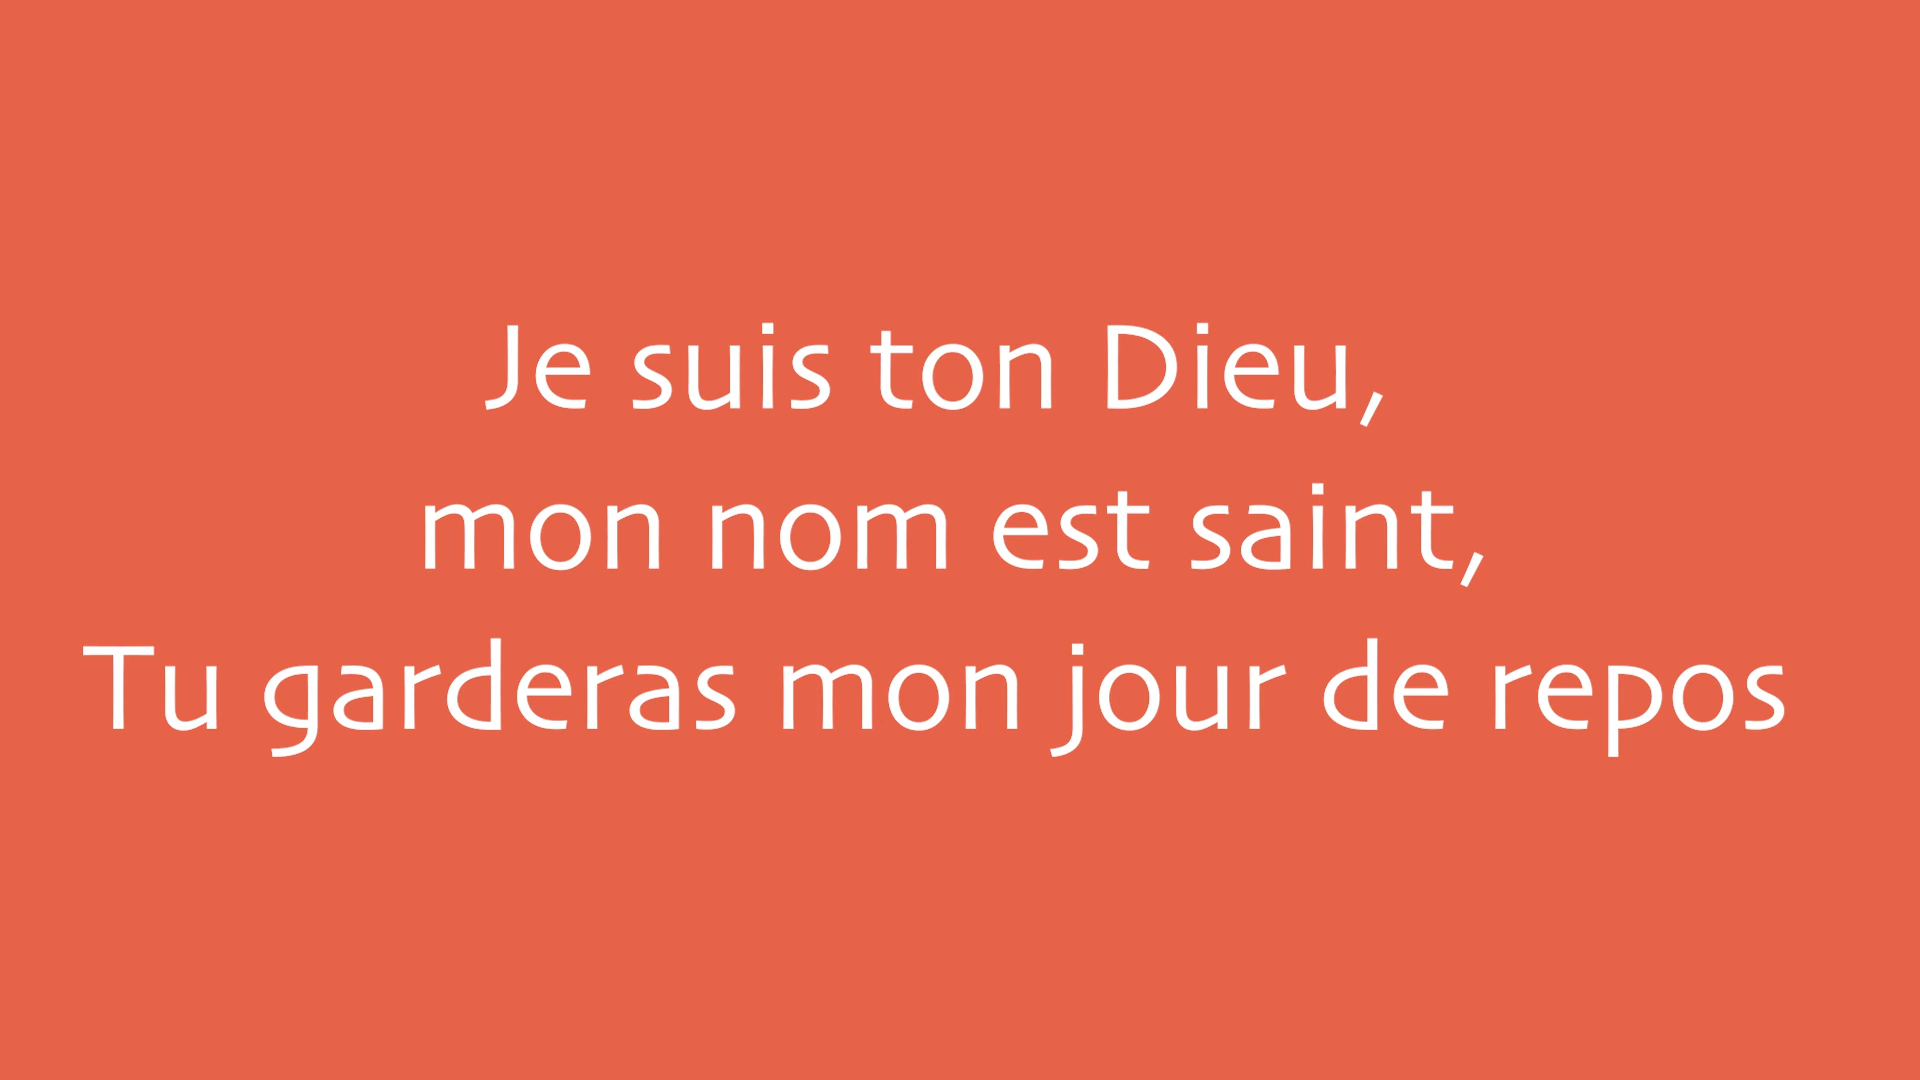 Je suis ton Dieu,
mon nom est saint,
Tu garderas mon jour de repos